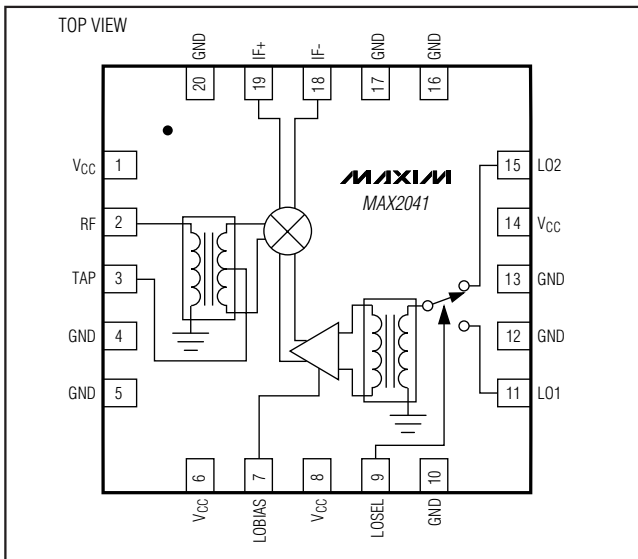 TOP VIEW
GND
IF+
IF-
GND
GND
20
19
18
17
16
VCC
1
MAXIM
MAX2041
15
LO2
RF
2
14
VCC
TAP
3
13
GND
GND
4
12
GND
GND
5
11
LO1
6
7
8
9
10
VCC
LOBIAS
VCC
LOSEL
GND